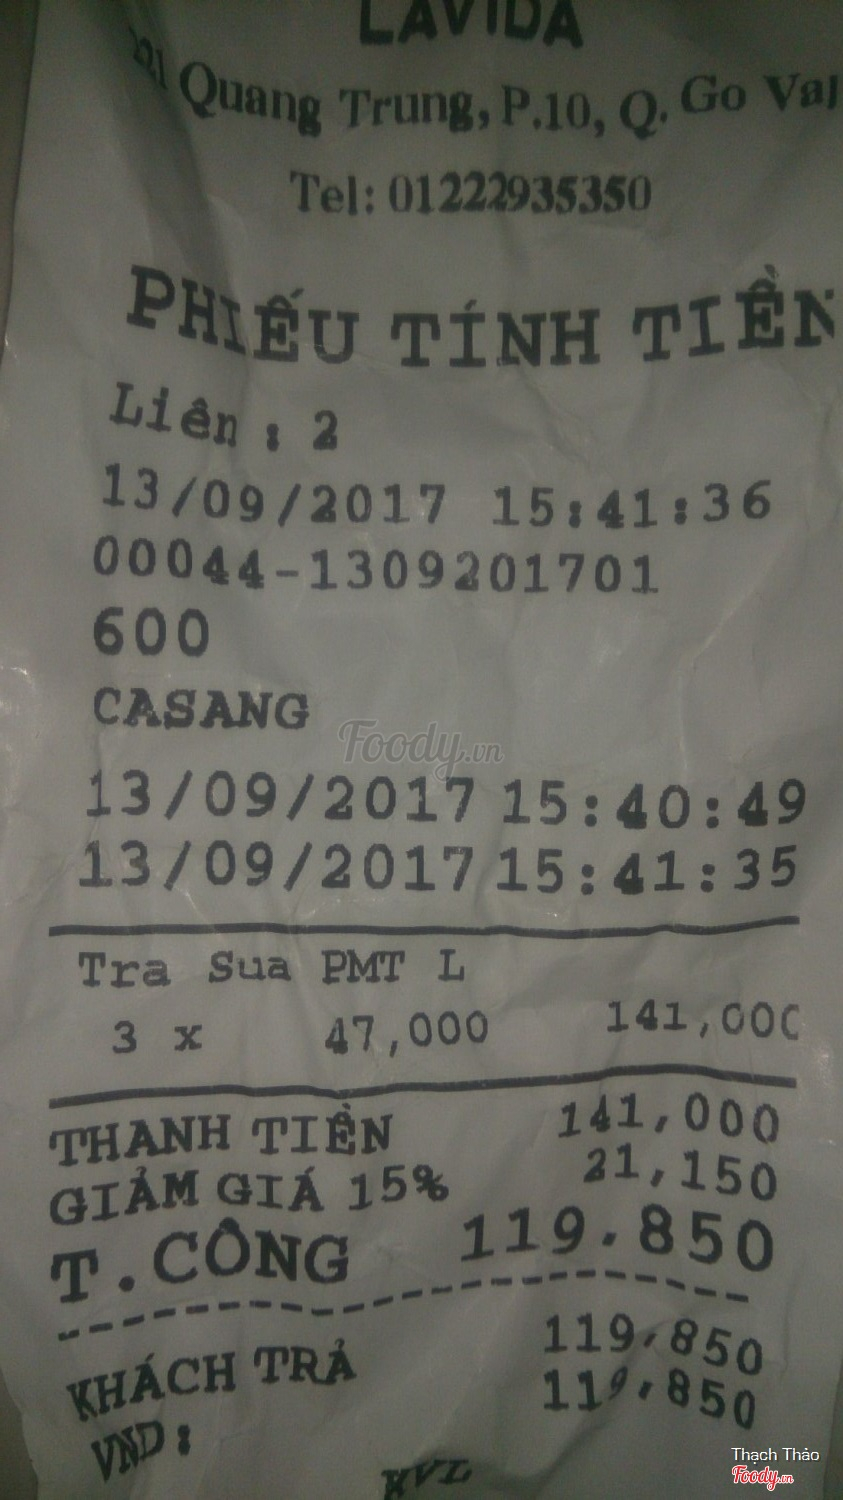 LAVIDA
221 Quang Trung, P.10, Q. Go Vap
Tel: 01222935350
PHIẾU TÍNH TIỀN
Liên : 2
13/09/2017 15:41:36
00044-1309201701
600
CASANG
Foody.vn
13/09/2017 15:40:49
13/09/2017 15:41:35
Tra Sua PMT L
3 x 47,000 141,000
THANH TIỀN 141,000
GIẢM GIÁ 15% 21,150
T.CÔNG 119,850
KHÁCH TRẢ 119,850
VND: 119,850
Thạch Thảo
Foody.vn